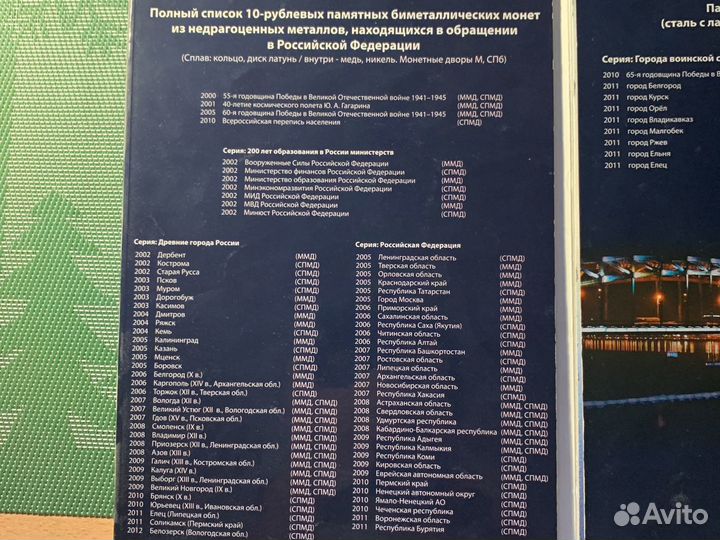 Полный список 10-рублевых памятных биметаллических монет
из недрагоценных металлов, находящихся в обращении
в Российской Федерации
(Сплав: кольцо, диск латунь / внутри - медь, никель. Монетные дворы М, СПб)
2000 55-я годовщина Победы в Великой Отечественной войне 1941–1945 (ММД, СПМД)
2001 40-летие космического полета Ю. А. Гагарина (ММД, СПМД)
2005 60-я годовщина Победы в Великой Отечественной войне 1941–1945 (ММД, СПМД)
2010 Всероссийская перепись населения (СПМД)
Серия: 200 лет образования в России министерств
2002 Вооруженные Силы Российской Федерации (ММД)
2002 Министерство финансов Российской Федерации (СПМД)
2002 Министерство образования Российской Федерации (ММД)
2002 Минэкономразвития Российской Федерации (СПМД)
2002 МИД Российской Федерации (СПМД)
2002 МВД Российской Федерации (ММД)
2002 Минюст Российской Федерации (СПМД)
Серия: Древние города России
2002 Дербент (ММД)
2002 Кострома (СПМД)
2002 Старая Русса (СПМД)
2003 Псков (СПМД)
2003 Муром (СПМД)
2003 Дорогобуж (ММД)
2003 Касимов (СПМД)
2004 Дмитров (ММД)
2004 Ряжск (ММД)
2004 Кемь (СПМД)
2005 Калининград (ММД)
2005 Казань (СПМД)
2005 Мценск (ММД)
2005 Боровск (СПМД)
2006 Белгород (X в.) (ММД)
2006 Каргополь (XIV в., Архангельская обл.) (ММД)
2006 Торжок (XII в., Тверская обл.) (СПМД)
2007 Вологда (XII в.) (ММД, СПМД)
2007 Великий Устюг (XII в., Вологодская обл.) (ММД, СПМД)
2007 Гдов (XV в., Псковская обл.) (ММД, СПМД)
2008 Смоленск (IX в.) (ММД, СПМД)
2008 Владимир (XII в.) (ММД, СПМД)
2008 Приозерск (XII в., Ленинградская обл.) (ММД, СПМД)
2008 Азов (XIII в.) (ММД, СПМД)
2009 Галич (XIII в., Костромская обл.) (ММД, СПМД)
2009 Калуга (XIV в.) (ММД, СПМД)
2009 Выборг (XIII в., Ленинградская обл.) (ММД, СПМД)
2009 Великий Новгород (IX в.) (ММД, СПМД)
2010 Брянск (X в.) (СПМД)
2010 Юрьевец (XIII в., Ивановская обл.) (СПМД)
2011 Елец (Липецкая обл.) (СПМД)
2011 Соликамск (Пермский край) (СПМД)
2012 Белозерск (Вологодская обл.) (СПМД)
Серия: Российская Федерация
2005 Ленинградская область (СПМД)
2005 Тверская область (ММД)
2005 Орловская область (ММД)
2005 Краснодарский край (ММД)
2005 Республика Татарстан (СПМД)
2005 Город Москва (ММД)
2006 Приморский край (ММД)
2006 Сахалинская область (ММД)
2006 Республика Саха (Якутия) (СПМД)
2006 Читинская область (СПМД)
2006 Республика Алтай (СПМД)
2007 Республика Башкортостан (ММД)
2007 Ростовская область (СПМД)
2007 Липецкая область (ММД)
2007 Архангельская область (СПМД)
2007 Новосибирская область (ММД)
2007 Республика Хакасия (СПМД)
2008 Астраханская область (ММД, СПМД)
2008 Свердловская область (ММД, СПМД)
2008 Удмуртская республика (ММД, СПМД)
2008 Кабардино-Балкарская республика (ММД, СПМД)
2009 Республика Адыгея (ММД, СПМД)
2009 Республика Калмыкия (ММД, СПМД)
2009 Республика Коми (СПМД)
2009 Кировская область (СПМД)
2009 Еврейская автономная область (ММД, СПМД)
2010 Пермский край (СПМД)
2010 Ненецкий автономный округ (СПМД)
2010 Ямало-Ненецкий АО (СПМД)
2010 Чеченская республика (СПМД)
2011 Воронежская область (СПМД)
2011 Республика Бурятия (СПМД)
Па
(сталь с ла
Серия: Города воинской с
2010 65-я годовщина Победы в В
2011 город Белгород
2011 город Курск
2011 город Орёл
2011 город Владикавказ
2011 город Малгобек
2011 город Ржев
2011 город Ельня
2011 город Елец
Avito